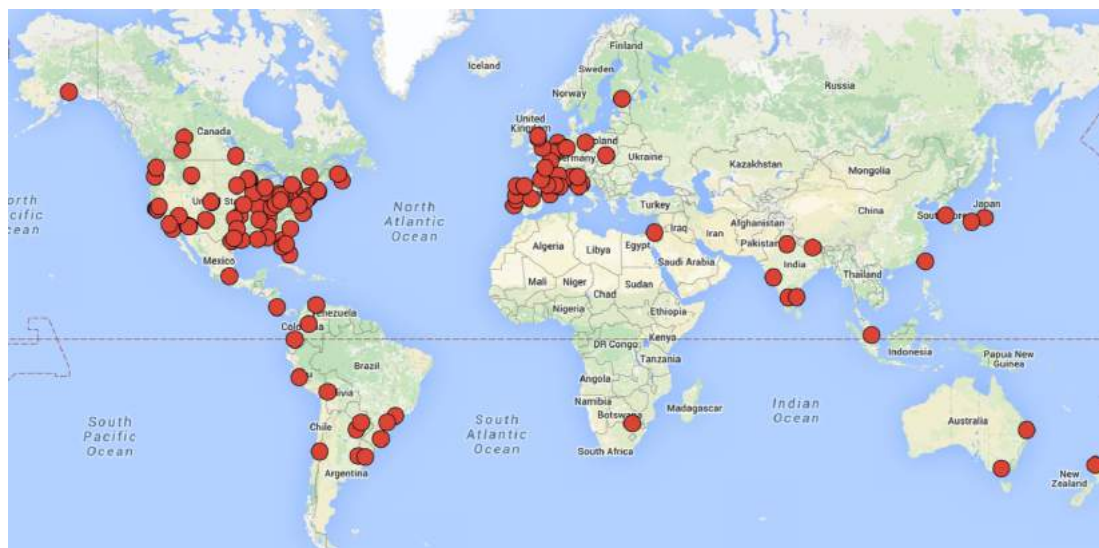 Finland
Iceland
Sweden
Russia
Norway
Canada
United
Kingdom
Germany
Ukraine
Kazakhstan
Mongolia
North
Atlantic
Ocean
Turkey
Afghanistan
China
Japan
Iraq
Iran
Pakistan
Algeria
Libya
Egypt
Saudi Arabia
India
Mexico
Mali
Niger
Sudan
Chad
Thailand
Nigeria
Ethiopia
Kenya
DR Congo
Tanzania
Indonesia
Papua New
Guinea
Brazil
Angola
Namibia
Botswana
Madagascar
Indian
Ocean
South
Pacific
Ocean
Chile
South
Atlantic
Ocean
Australia
South Africa
Argentina
New
Zealand